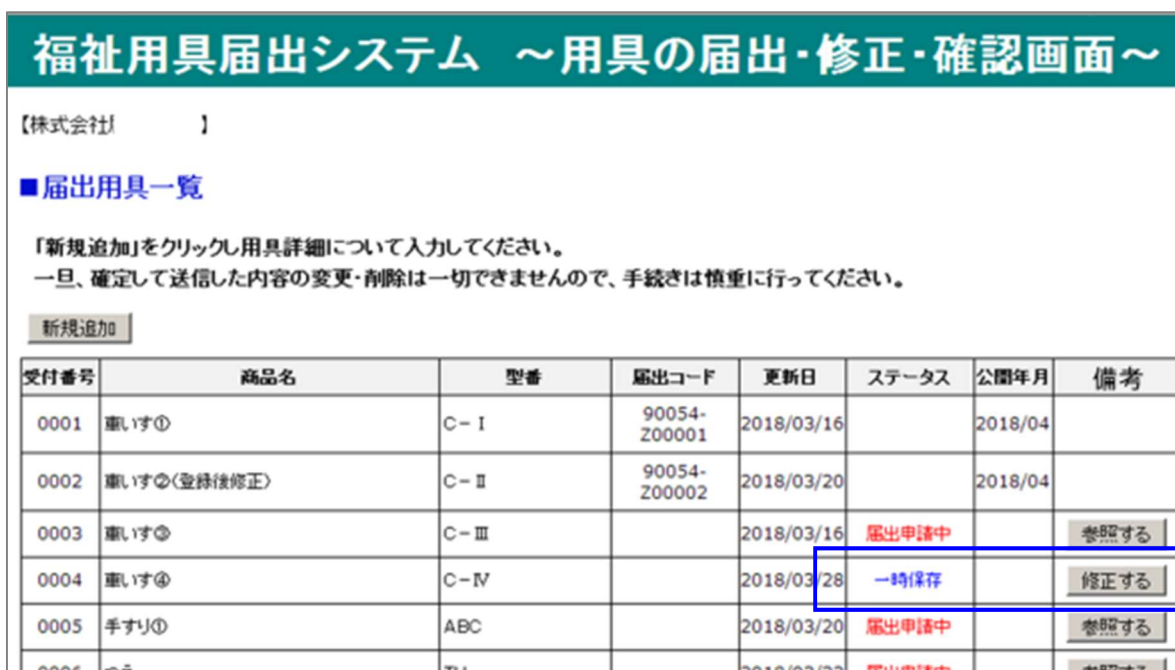 福祉用具届出システム ～用具の届出・修正・確認画面～
【株式会社 】
■届出用具一覧
「新規追加」をクリックし用具詳細について入力してください。
一旦、確定して送信した内容の変更・削除は一切できませんので、手続きは慎重に行ってください。
新規追加
受付番号 商品名 型番 届出コード 更新日 ステータス 公開年月 備考
0001 車いす① C－Ⅰ 90054-Z00001 2018/03/16 2018/04
0002 車いす②（登録後修正） C－Ⅱ 90054-Z00002 2018/03/20 2018/04
0003 車いす③ C－Ⅲ 2018/03/16 届出申請中 参照する
0004 車いす④ C－Ⅳ 2018/03/28 一時保存 修正する
0005 手すり① ABC 2018/03/20 届出申請中 参照する